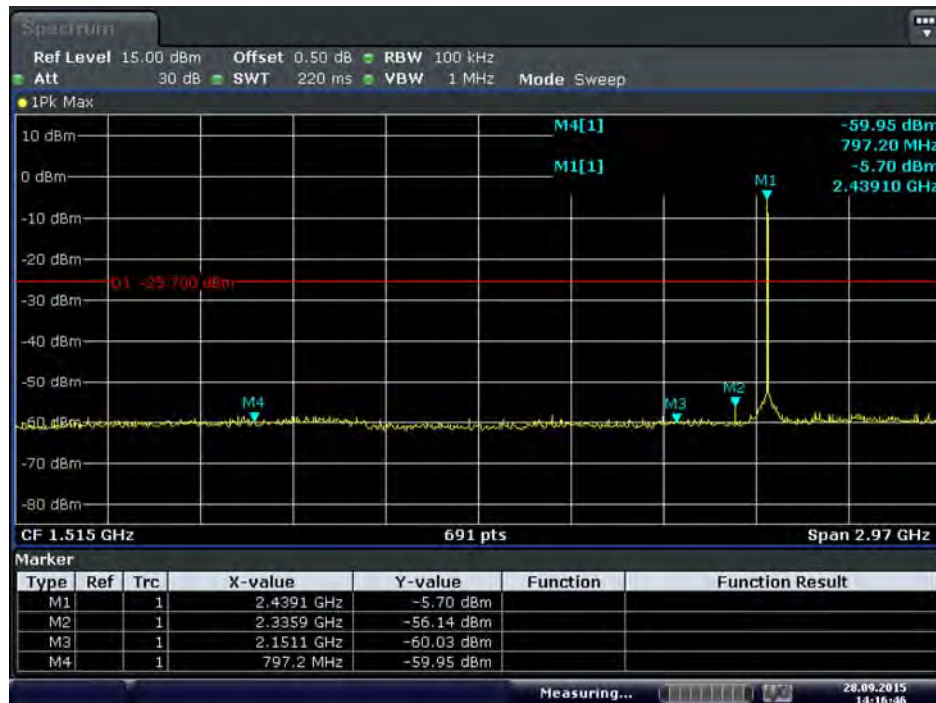 Spectrum
Ref Level 15.00 dBm Offset 0.50 dB RBW 100 kHz
Att 30 dB SWT 220 ms VBW 1 MHz Mode Sweep
1Pk Max
M4[1] -59.95 dBm
797.20 MHz
10 dBm
M1[1] -5.70 dBm
2.43910 GHz
0 dBm
M1
-10 dBm
-20 dBm
D1 -25.700 dBm
-30 dBm
-40 dBm
-50 dBm
M4 M3 M2
-60 dBm
-70 dBm
-80 dBm
CF 1.515 GHz 691 pts Span 2.97 GHz
Marker
Type Ref Trc X-value Y-value Function Function Result
M1 1 2.4391 GHz -5.70 dBm
M2 1 2.3359 GHz -56.14 dBm
M3 1 2.1511 GHz -60.03 dBm
M4 1 797.2 MHz -59.95 dBm
Measuring... 28.09.2015
14:16:46